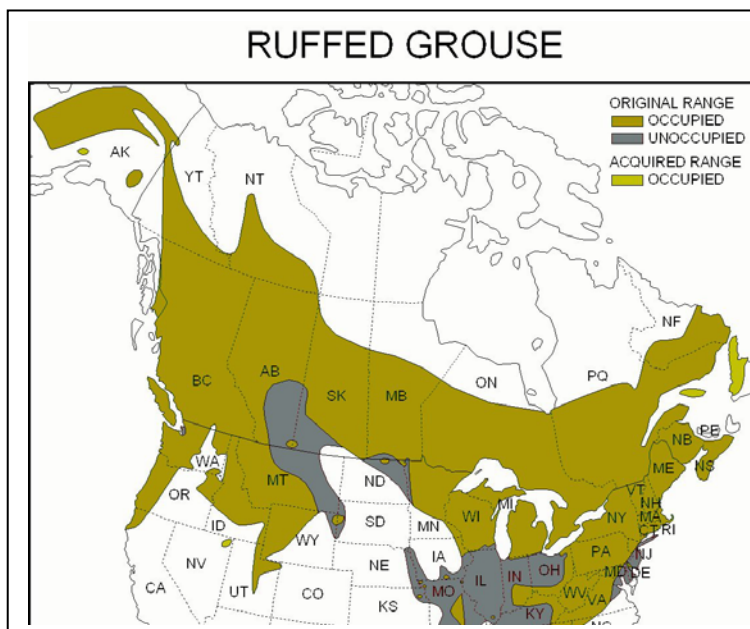 RUFFED GROUSE
ORIGINAL RANGE
OCCUPIED
UNOCCUPIED
ACQUIRED RANGE
OCCUPIED
AK
YT
NT
NF
PQ
BC
AB
SK
MB
ON
NB
PE
NS
ME
WA
MT
ND
OR
ID
SD
MN
WI
MI
VT
NH
NY
MA
CT RI
WY
IA
PA
NJ
NV
NE
IL
IN
OH
MD
DE
CA
UT
CO
KS
MO
WV
VA
KY